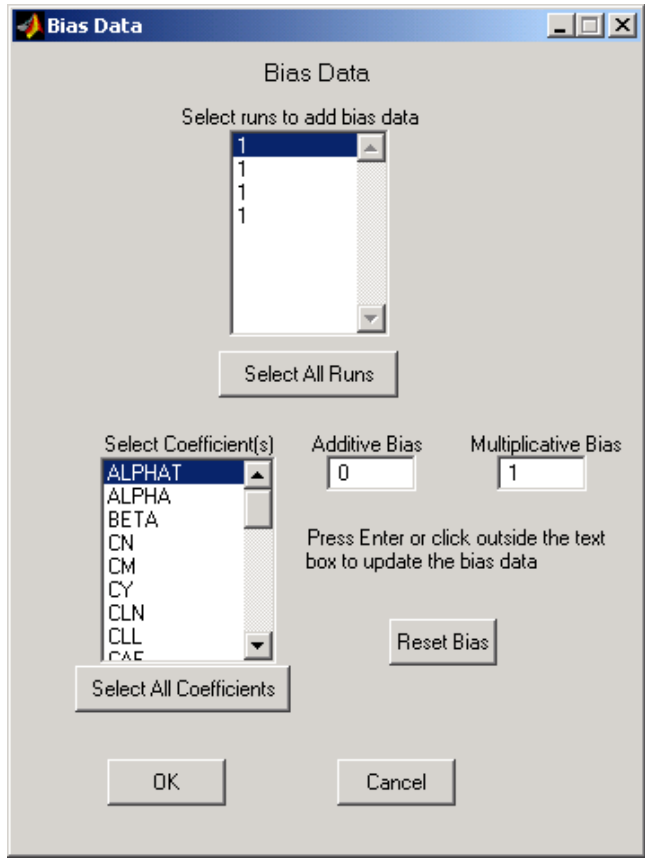 Bias Data
Bias Data
Select runs to add bias data
1
1
1
1
Select All Runs
Select Coefficient(s)
ALPHAT
ALPHA
BETA
CN
CM
CY
CLN
CLL
CAF
Select All Coefficients
Additive Bias
0
Multiplicative Bias
1
Press Enter or click outside the text
box to update the bias data
Reset Bias
OK
Cancel